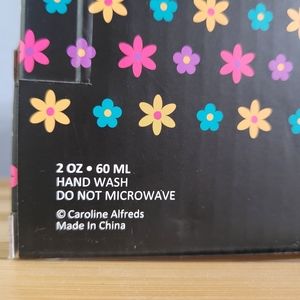 2 OZ • 60 ML
HAND WASH
DO NOT MICROWAVE
© Caroline Alfreds
Made In China